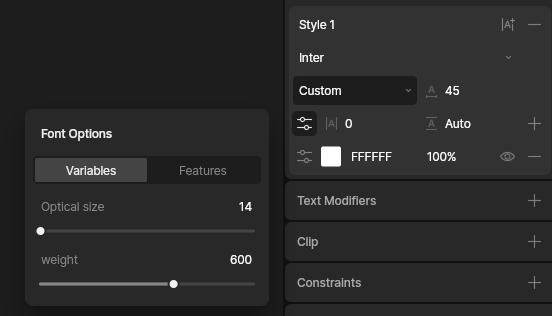 Font Options
Variables
Features
Optical size
14
weight
600
Style 1
Inter
Custom
45
0
Auto
FFFFFF
100%
Text Modifiers
Clip
Constraints